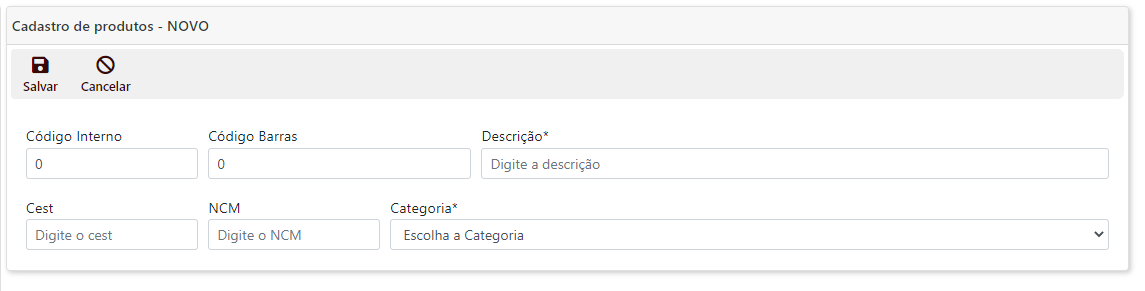 Cadastro de produtos - NOVO
Salvar Cancelar
Código Interno Código Barras Descrição*
0 0 Digite a descrição
Cest NCM Categoria*
Digite o cest Digite o NCM Escolha a Categoria